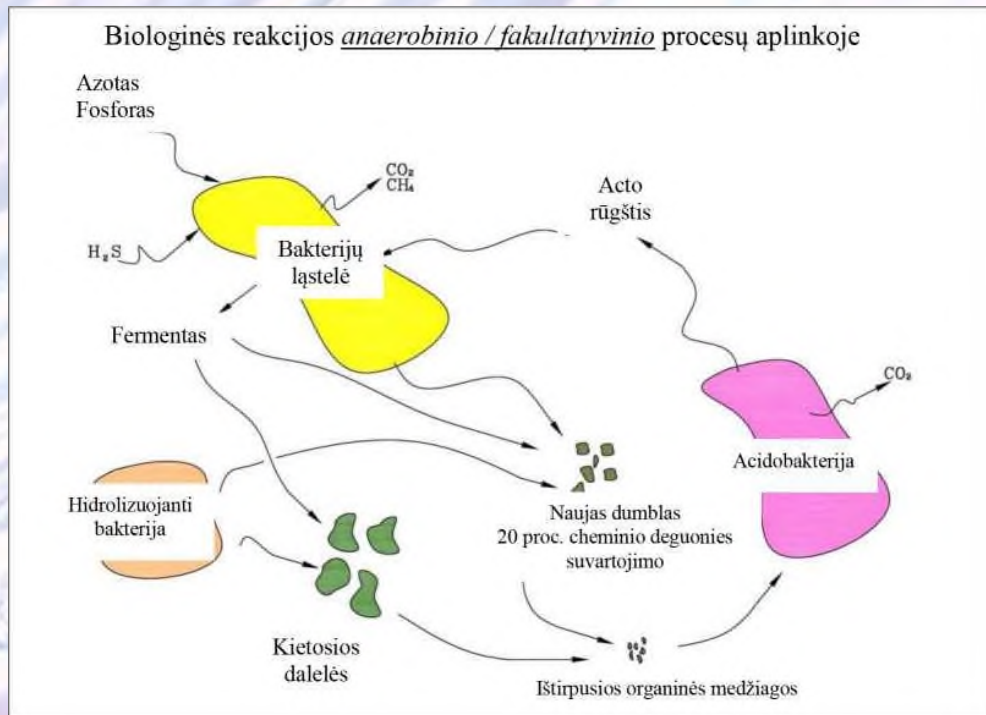 Biologinės reakcijos anaerobinio / fakultatyvinio procesų aplinkoje
Azotas
Fosforas
CO₂
CH₄
Acto
rūgštis
H₂S
Bakterijų
ląstelė
Fermentas
CO₂
Acidobakterija
Hidrolizuojanti
bakterija
Naujas dumblas
20 proc. cheminio deguonies
suvartojimo
Kietosios
dalelės
Ištirpusios organinės medžiagos